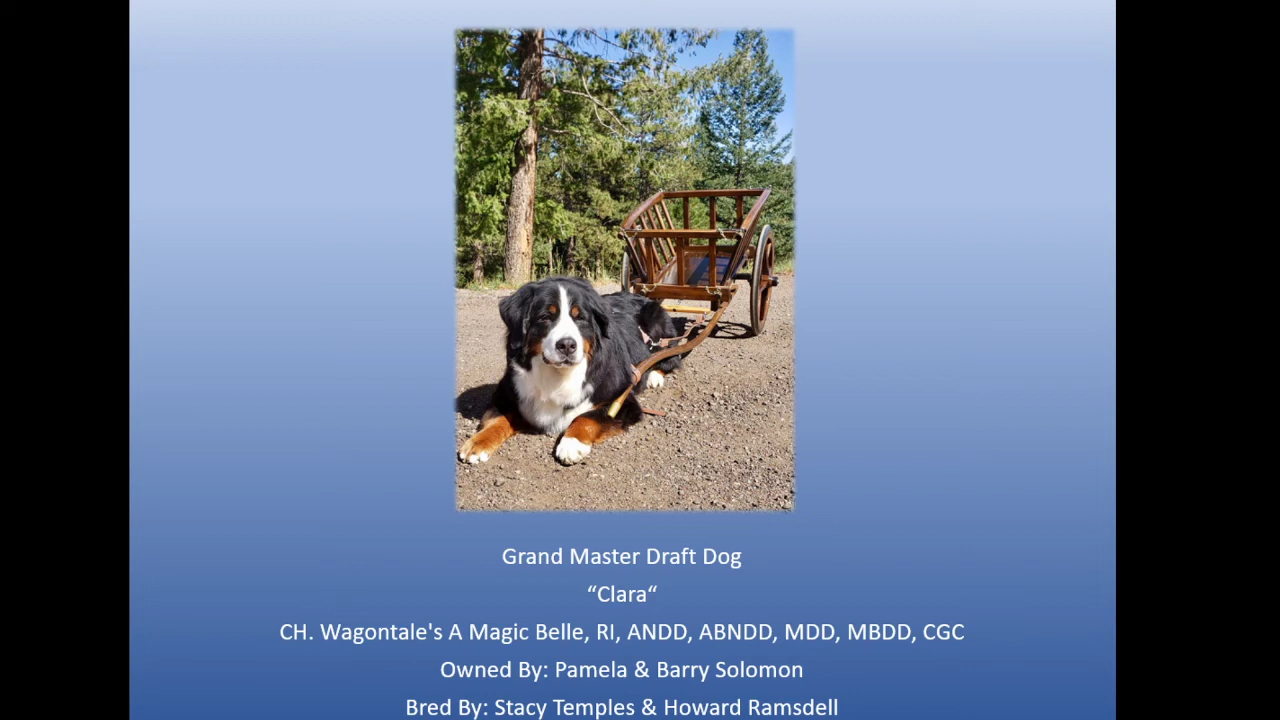 Grand Master Draft Dog
“Clara“
CH. Wagontale's A Magic Belle, RI, ANDD, ABNDD, MDD, MBDD, CGC
Owned By: Pamela & Barry Solomon
Bred By: Stacy Temples & Howard Ramsdell